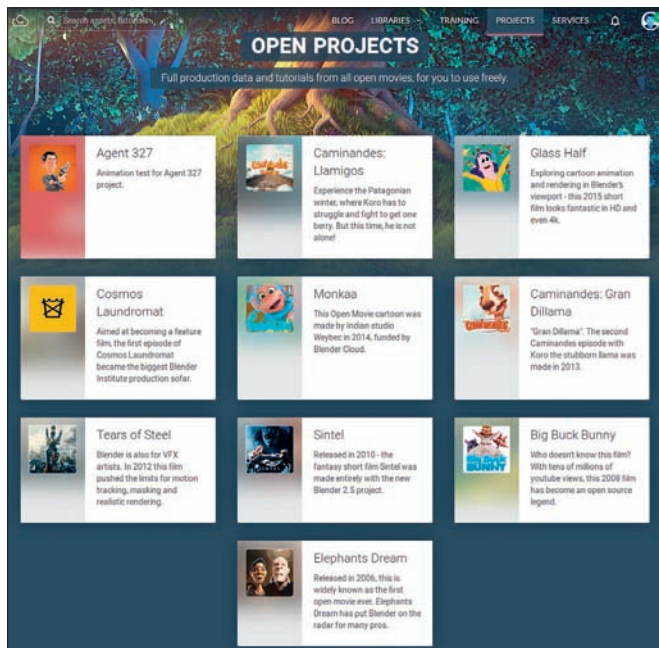 Search assets, tutorials...
BLOG LIBRARIES TRAINING PROJECTS SERVICES
OPEN PROJECTS
Full production data and tutorials from all open movies, for you to use freely.
Agent 327
Animation test for Agent 327
project.
Caminandes:
Llamigos
Experience the Patagonian
winter, where Koro has to
struggle and fight to get one
berry. But this time, he is not
alone!
Glass Half
Exploring cartoon animation
and rendering in Blender's
viewport - this 2015 short
film looks fantastic in HD and
even 4k.
Cosmos
Laundromat
Aimed at becoming a feature
film, the first episode of
Cosmos Laundromat
became the biggest Blender
Institute production sofar.
Monkaa
This Open Movie cartoon was
made by Indian studio
Weybec in 2014, funded by
Blender Cloud.
Caminandes: Gran
Dillama
"Gran Dillama". The second
Caminandes episode with
Koro the stubborn llama was
made in 2013.
Tears of Steel
Blender is also for VFX
artists. In 2012 this film
pushed the limits for motion
tracking, masking and
realistic rendering.
SINTEL
Sintel
Released in 2010 - the
fantasy short film Sintel was
made entirely with the new
Blender 2.5 project.
BIG BUCK
BUNNY
Big Buck Bunny
Who doesn't know this film?
With tens of millions of
youtube views, this 2008 film
has become an open source
legend.
Elephants Dream
Released in 2006, this is
widely known as the first
open movie ever. Elephants
Dream has put Blender on the
radar for many pros.